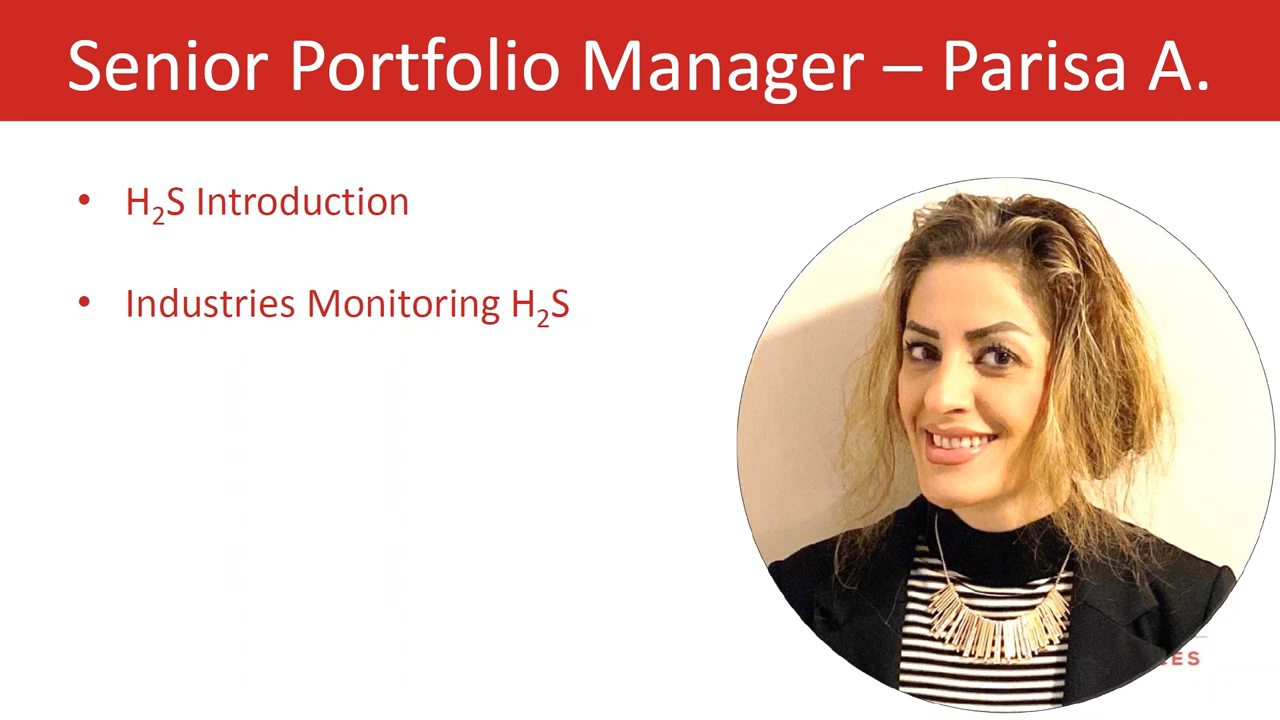 Senior Portfolio Manager – Parisa A.
• H₂S Introduction
• Industries Monitoring H₂S